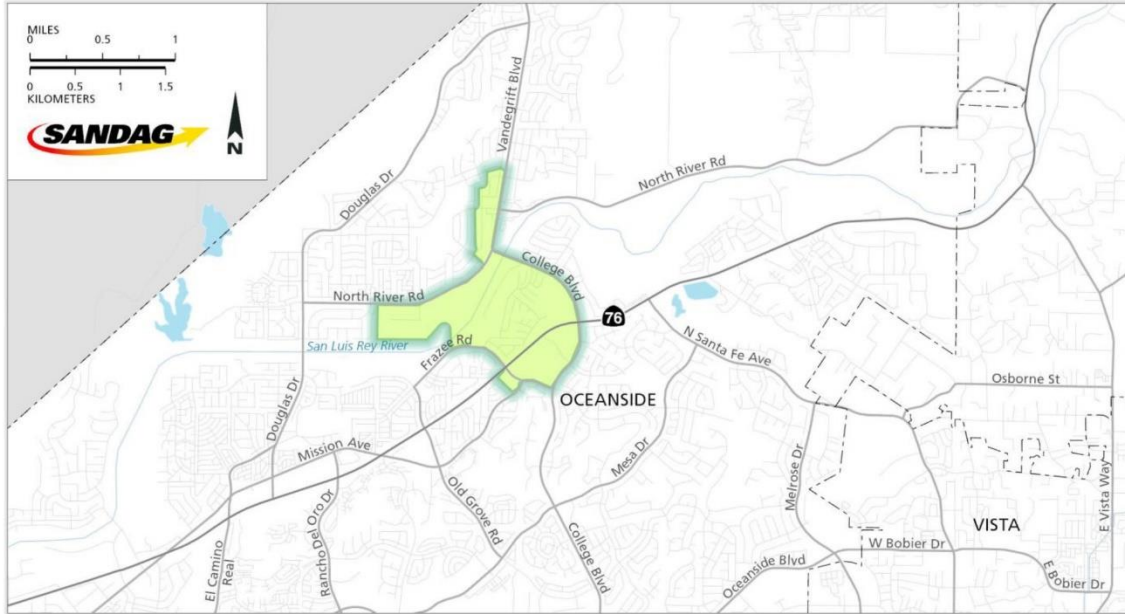 MILES
0 0.5 1
0 0.5 1 1.5
KILOMETERS
SANDAG
N
Vandegrift Blvd
Douglas Dr
North River Rd
College Blvd
North River Rd
76
San Luis Rey River
Frazee Rd
N Santa Fe Ave
Osborne St
OCEANSIDE
Douglas Dr
Mission Ave
Mesa Dr
Melrose Dr
E Vista Way
Old Grove Rd
Rancho Del Oro Dr
College Blvd
VISTA
El Camino
Real
W Bobier Dr
Oceanside Blvd
E Bobier Dr